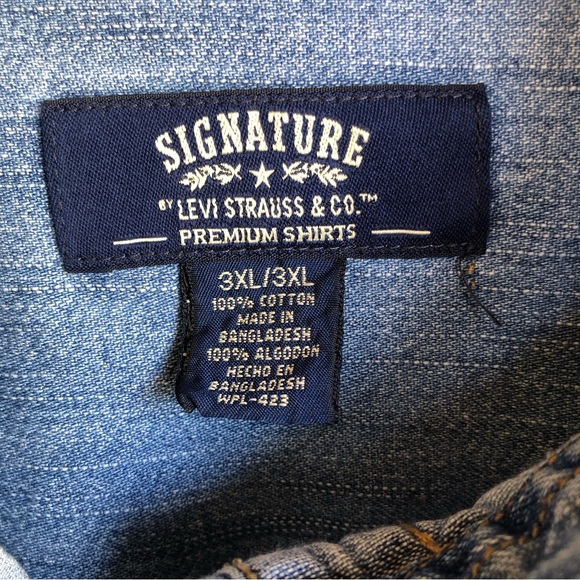 SIGNATURE
BY LEVI STRAUSS & CO.™
PREMIUM SHIRTS
3XL/3XL
100% COTTON
MADE IN
BANGLADESH
100% ALGODON
HECHO EN
BANGLADESH
WPL-423